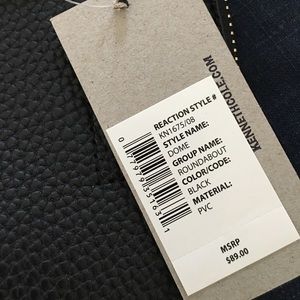 REACTION STYLE #
KN1675/08
STYLE NAME:
DOME
GROUP NAME:
ROUNDABOUT
COLOR/CODE:
BLACK
MATERIAL:
PVC
MSRP
$89.00
KENNETHCOLE.COM